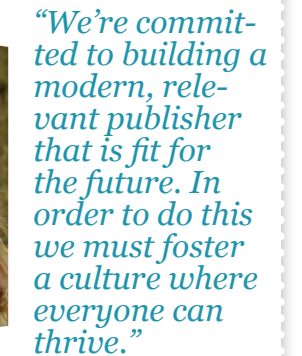 “We’re commit-
ted to building a
modern, rele-
vant publisher
that is fit for
the future. In
order to do this
we must foster
a culture where
everyone can
thrive.”